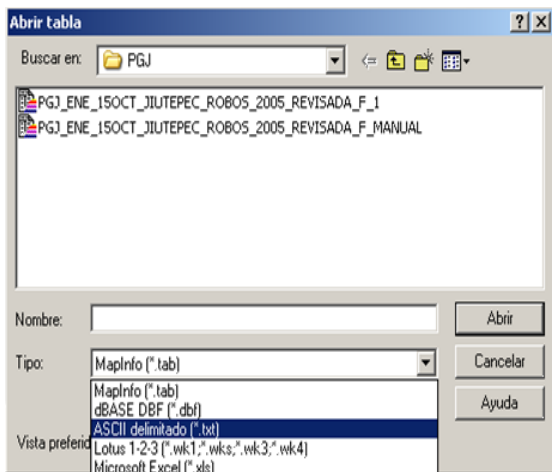 Abrir tabla
Buscar en: PGJ
PGJ_ENE_15OCT_JIUTEPEC_ROBOS_2005_REVISADA_F_1
PGJ_ENE_15OCT_JIUTEPEC_ROBOS_2005_REVISADA_F_MANUAL
Nombre: Abrir
Tipo: MapInfo (*.tab) Cancelar
MapInfo (*.tab)
dBASE DBF (*.dbf) Ayuda
ASCII delimitado (*.txt)
Vista preferid Lotus 1-2-3 (*.wk1;*.wks;*.wk3;*.wk4)
Microsoft Excel (*.xls)